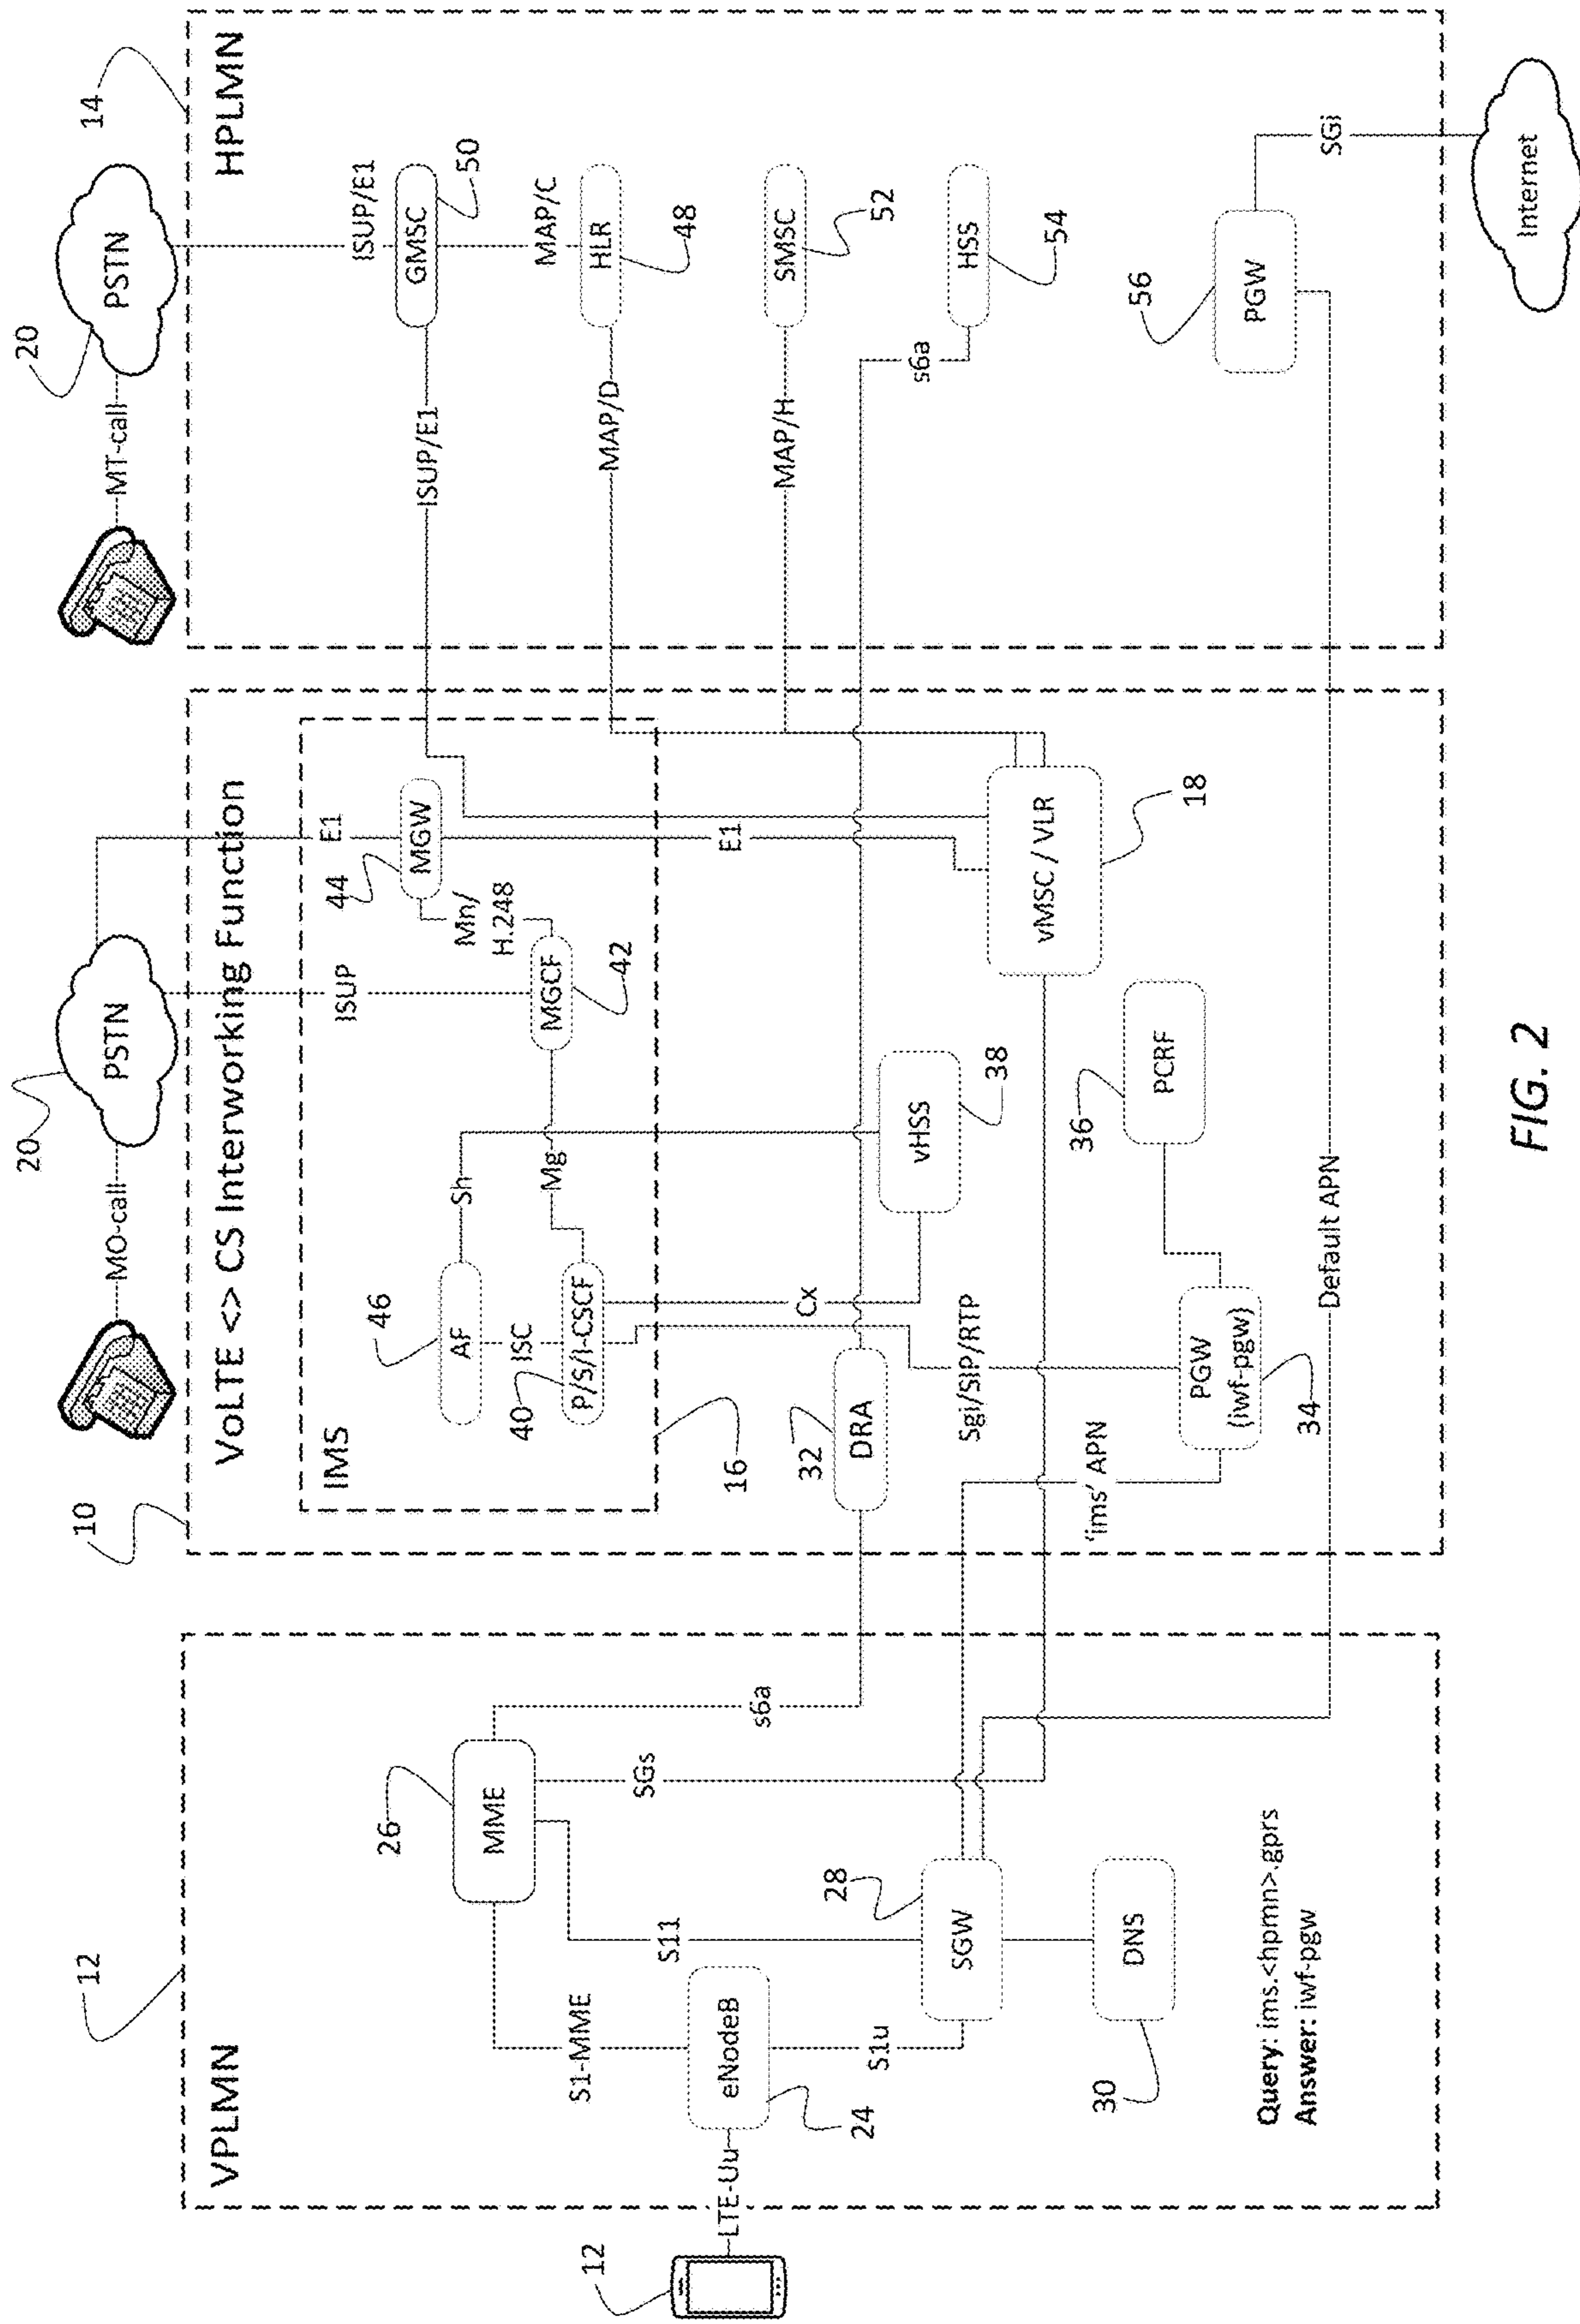 12
LTE-Uu
VPLMN
12
MME
26
S1-MME
S11
SGs
s6a
eNodeB
24
S1u
SGW
28
DNS
30
Query: ims.<hpmn>.gprs
Answer: iwf-pgw
10
VoLTE <> CS Interworking Function
MO-call
PSTN
20
IMS
16
AF
46
ISC
P/S/I-CSCF
40
Sh
Mg
MGCF
42
ISUP
Mn/
H.248
MGW
44
E1
E1
Cx
DRA
32
vHSS
38
Sgi/SIP/RTP
vMSC / VLR
18
'ims' APN
PGW
(iwf-pgw)
34
PCRF
36
Default APN
14
HPLMN
MT-call
PSTN
20
ISUP/E1
GMSC
50
ISUP/E1
MAP/C
HLR
48
MAP/D
SMSC
52
MAP/H
HSS
54
s6a
PGW
56
SGi
Internet
FIG. 2